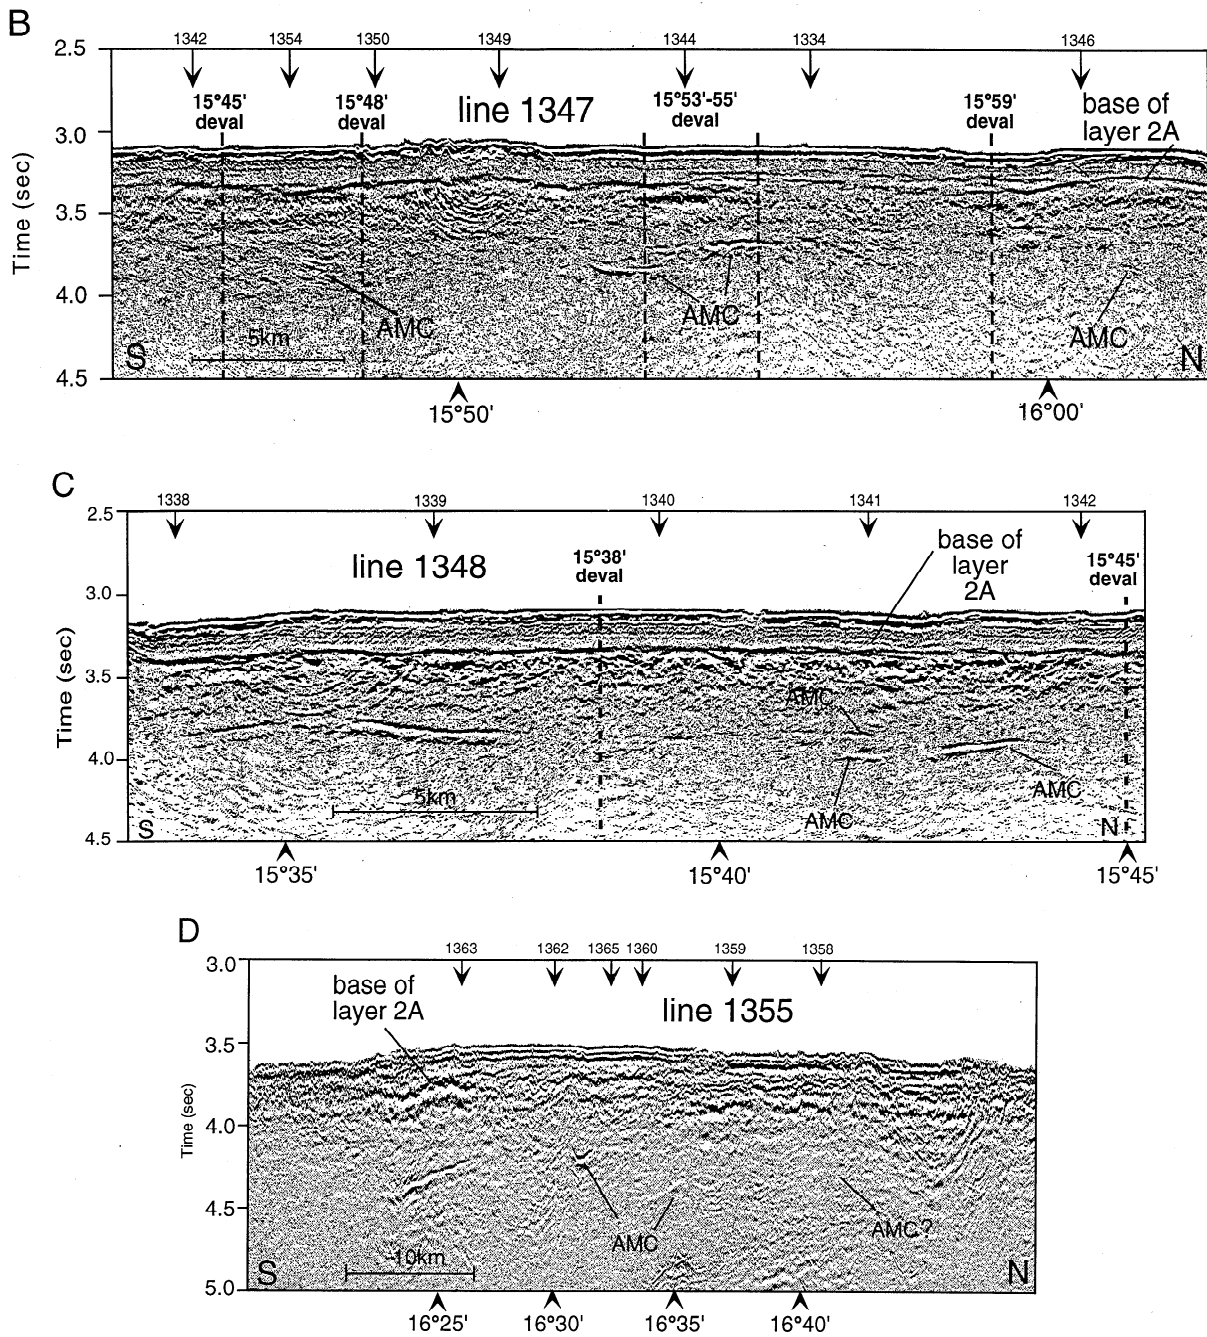 B
1342 1354 1350 1349 1344 1334 1346
2.5
15°45' deval
15°48' deval
line 1347
15°53'-55' deval
15°59' deval
base of
layer 2A
3.0
3.5
4.0
4.5
Time (sec)
AMC
AMC
AMC
5km
S
N
15°50' 16°00'
C
1338 1339 1340 1341 1342
2.5
line 1348
15°38'
deval
base of
layer
2A
15°45'
deval
3.0
3.5
4.0
4.5
Time (sec)
AMC
AMC
AMC
5km
S
N
15°35' 15°40' 15°45'
D
1363 1362 1365 1360 1359 1358
3.0
base of
layer 2A
line 1355
3.5
4.0
4.5
5.0
Time (sec)
AMC
AMC?
~10km
S
N
16°25' 16°30' 16°35' 16°40'